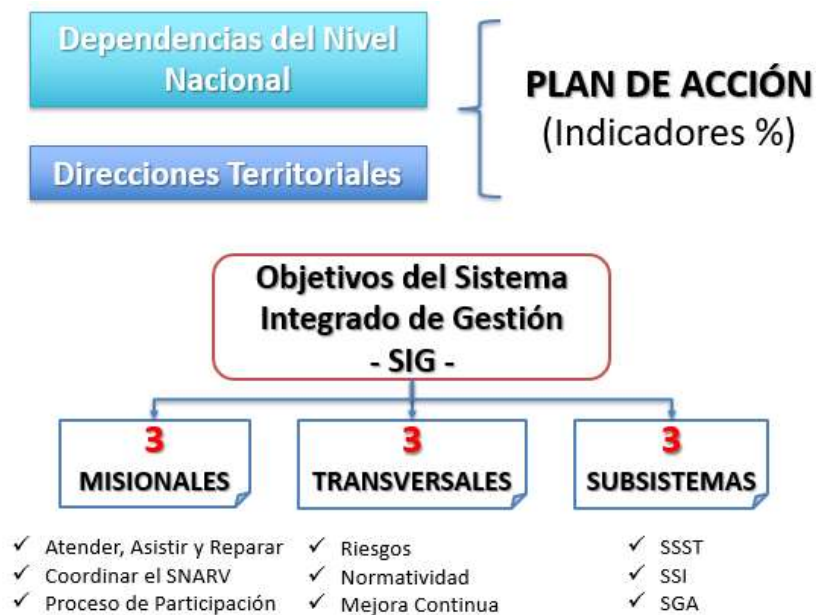 Dependencias del Nivel
Nacional
PLAN DE ACCIÓN
(Indicadores %)
Direcciones Territoriales
Objetivos del Sistema
Integrado de Gestión
- SIG -
3
MISIONALES
3
TRANSVERSALES
3
SUBSISTEMAS
✓ Atender, Asistir y Reparar
✓ Coordinar el SNARV
✓ Proceso de Participación
✓ Riesgos
✓ Normatividad
✓ Mejora Continua
✓ SSST
✓ SSI
✓ SGA